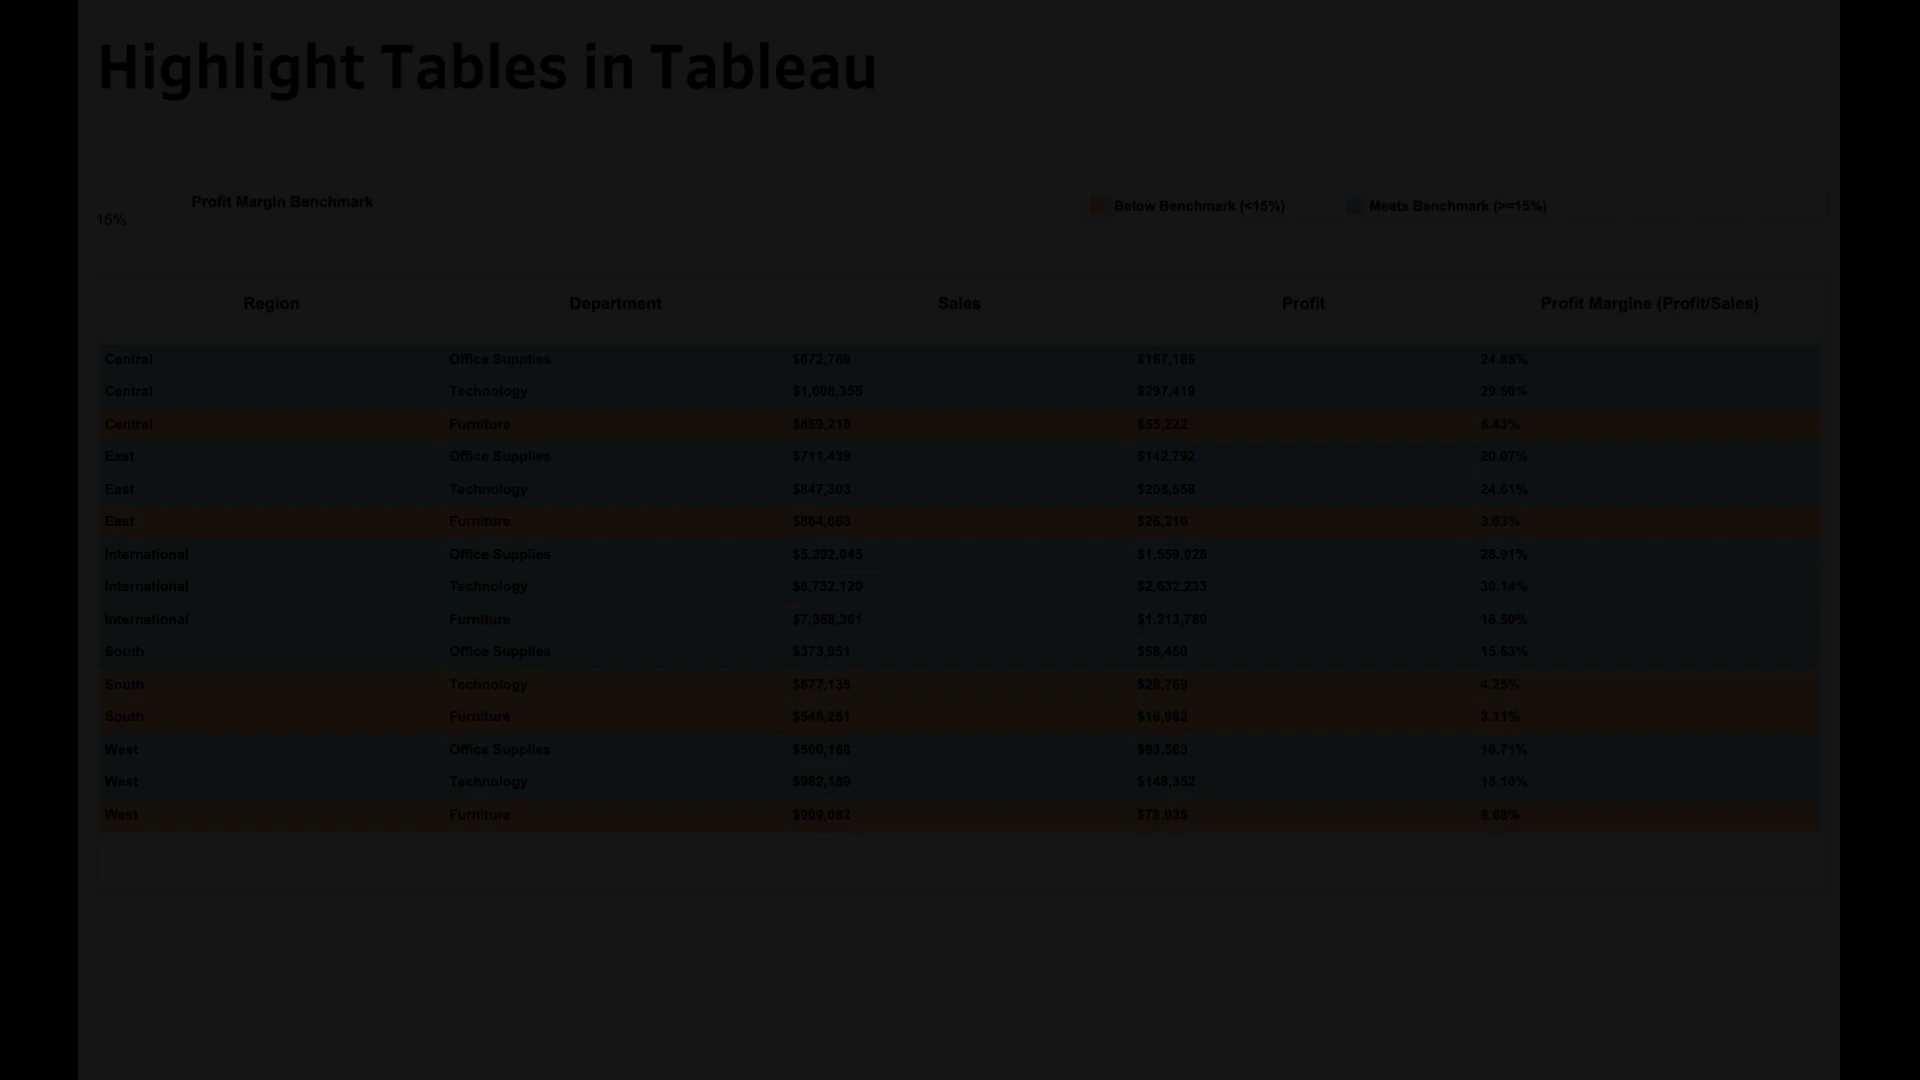 Highlight Tables in Tableau
Profit Margin Benchmark
15%
Below Benchmark (<15%) Meets Benchmark (>=15%)
Region Department Sales Profit Profit Margine (Profit/Sales)
Central Office Supplies $672,769 $167,185 24.85%
Central Technology $1,008,355 $297,419 29.50%
Central Furniture $859,218 $55,222 6.43%
East Office Supplies $711,439 $142,792 20.07%
East Technology $847,303 $208,558 24.61%
East Furniture $864,063 $26,216 3.03%
International Office Supplies $5,392,645 $1,559,028 28.91%
International Technology $8,732,120 $2,632,233 30.14%
International Furniture $7,358,361 $1,213,780 16.50%
South Office Supplies $373,951 $58,450 15.63%
South Technology $677,135 $28,769 4.25%
South Furniture $546,261 $16,982 3.11%
West Office Supplies $500,168 $83,563 16.71%
West Technology $982,189 $148,352 15.10%
West Furniture $909,082 $78,935 8.68%